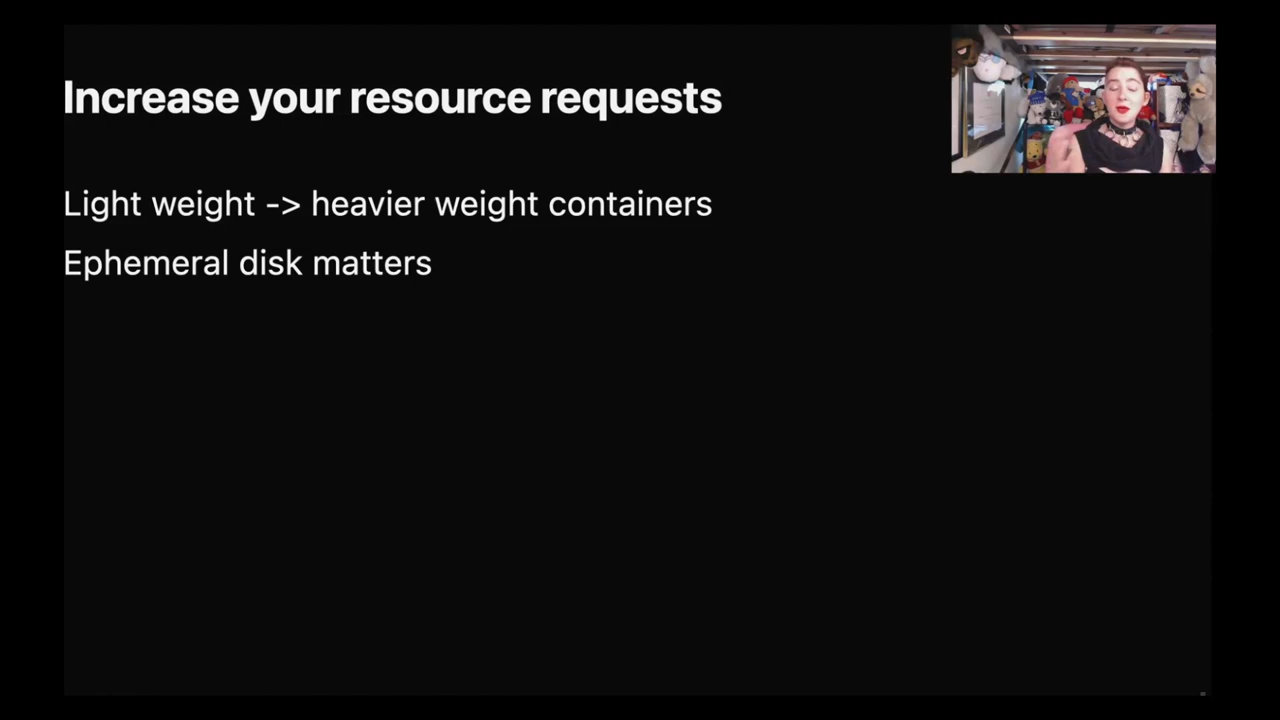 Increase your resource requests
Light weight -> heavier weight containers
Ephemeral disk matters